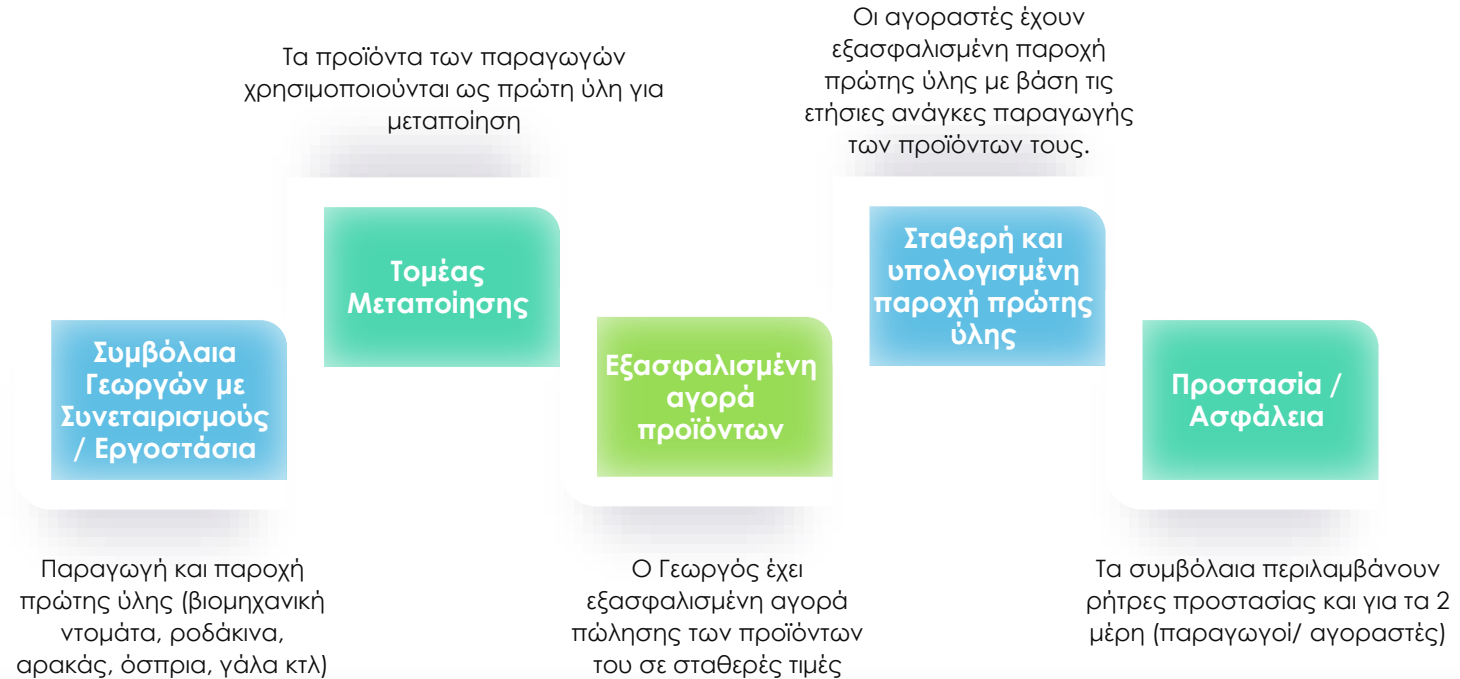 Συμβόλαια
Γεωργών με
Συνεταιρισμούς
/ Εργοστάσια
Παραγωγή και παροχή
πρώτης ύλης (βιομηχανική
ντομάτα, ροδάκινα,
αρακάς, όσπρια, γάλα κτλ)
Τα προϊόντα των παραγωγών
χρησιμοποιούνται ως πρώτη ύλη για
μεταποίηση
Τομέας
Μεταποίησης
Εξασφαλισμένη
αγορά
προϊόντων
Ο Γεωργός έχει
εξασφαλισμένη αγορά
πώλησης των προϊόντων
του σε σταθερές τιμές
Οι αγοραστές έχουν
εξασφαλισμένη παροχή
πρώτης ύλης με βάση τις
ετήσιες ανάγκες παραγωγής
των προϊόντων τους.
Σταθερή και
υπολογισμένη
παροχή πρώτης
ύλης
Προστασία /
Ασφάλεια
Τα συμβόλαια περιλαμβάνουν
ρήτρες προστασίας και για τα 2
μέρη (παραγωγοί/ αγοραστές)